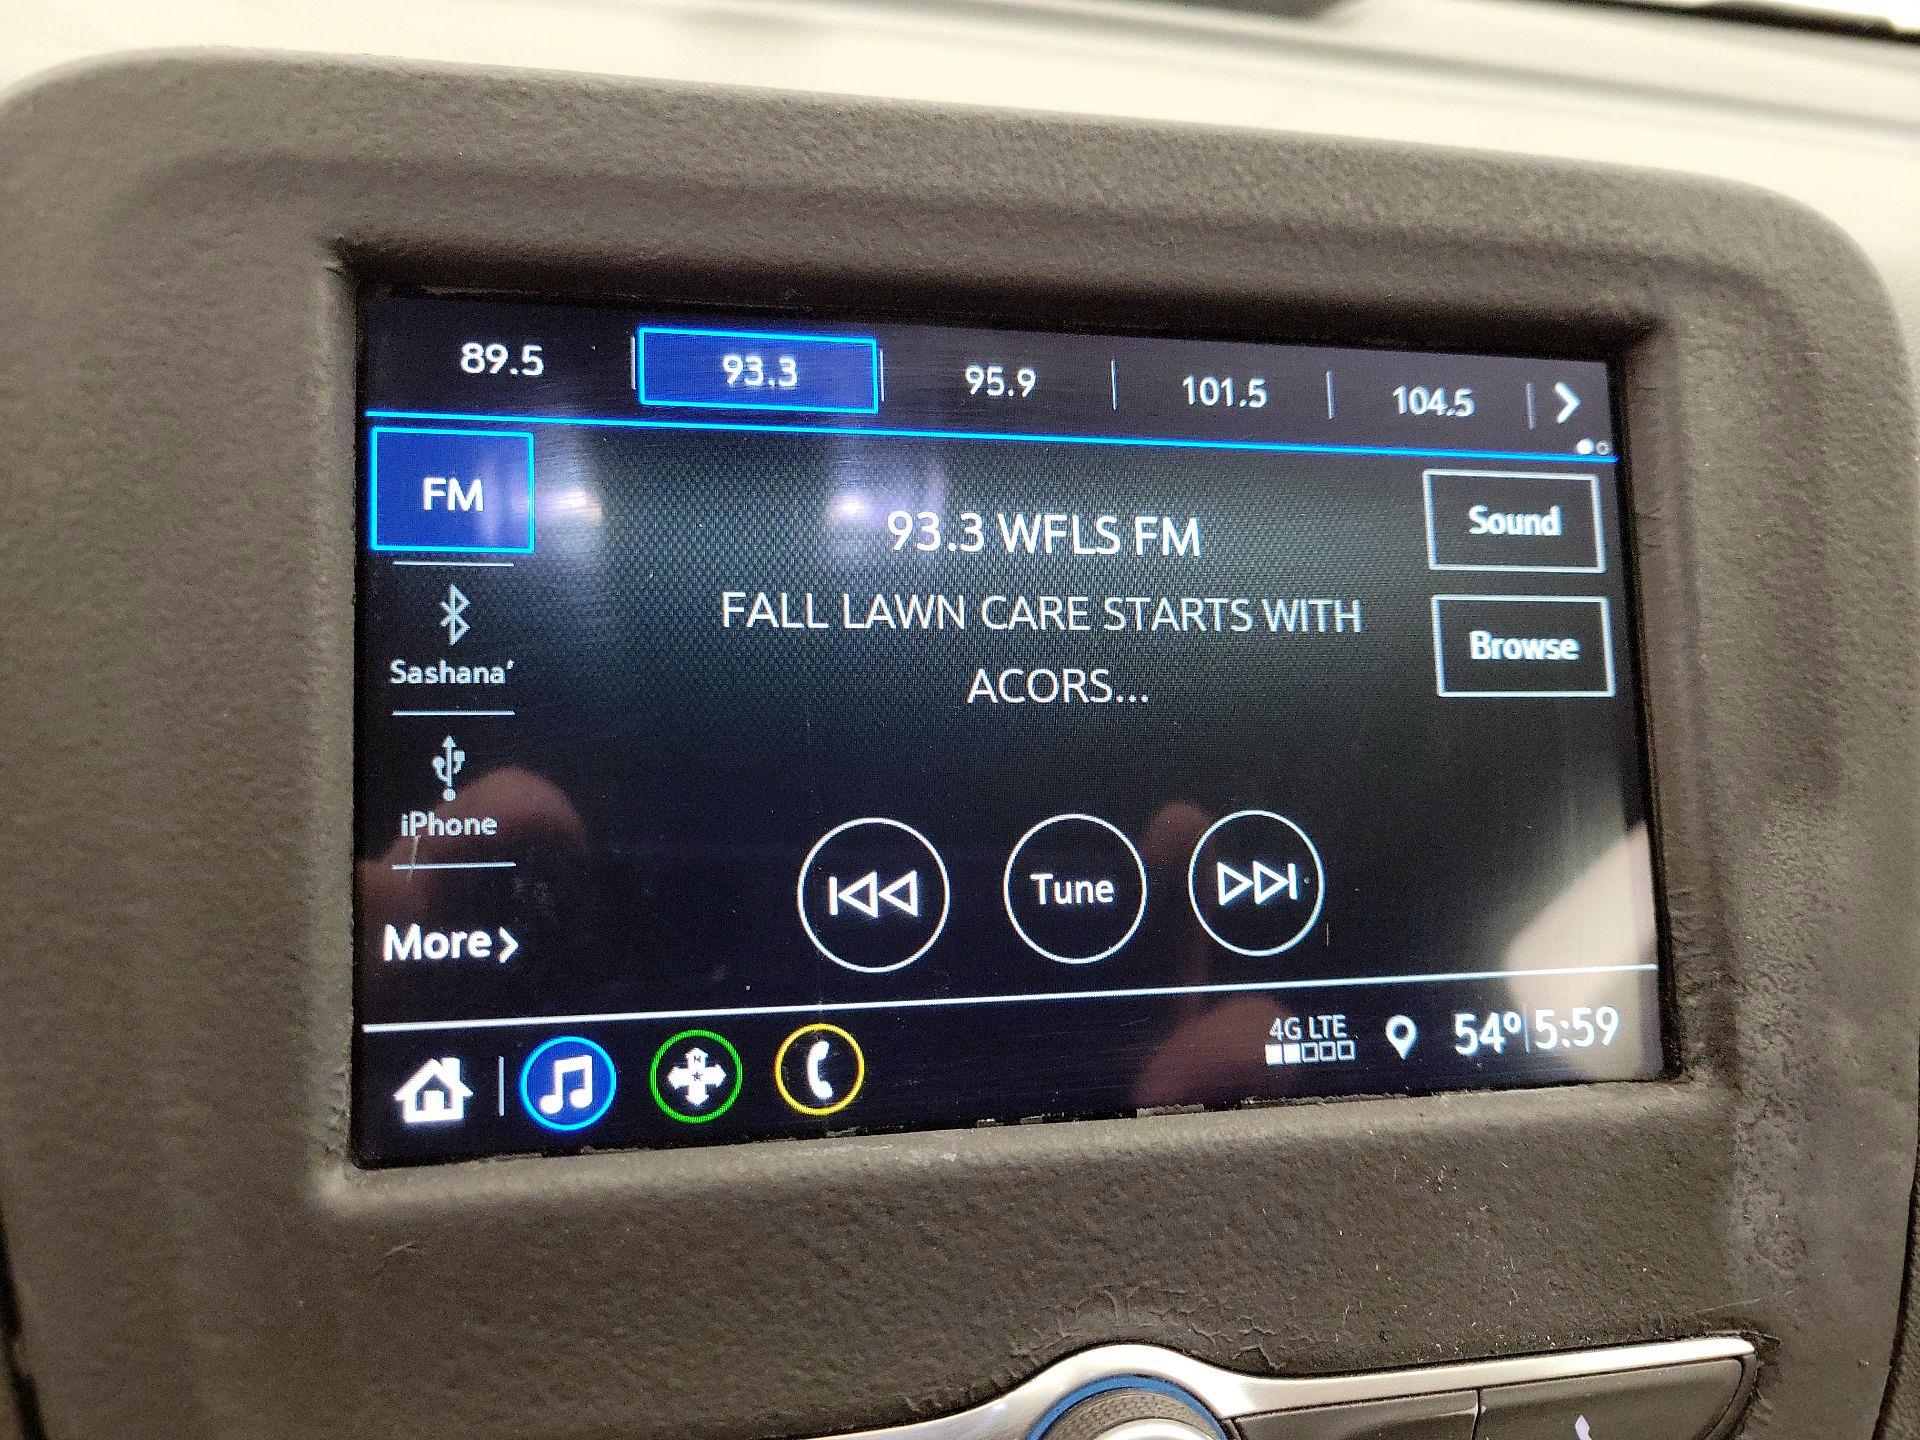 89.5 93.3 95.9 101.5 104.5
FM
93.3 WFLS FM
Sound
FALL LAWN CARE STARTS WITH
ACORS...
Browse
Sashana'
iPhone
Tune
More
4G LTE
54° 5:59
N